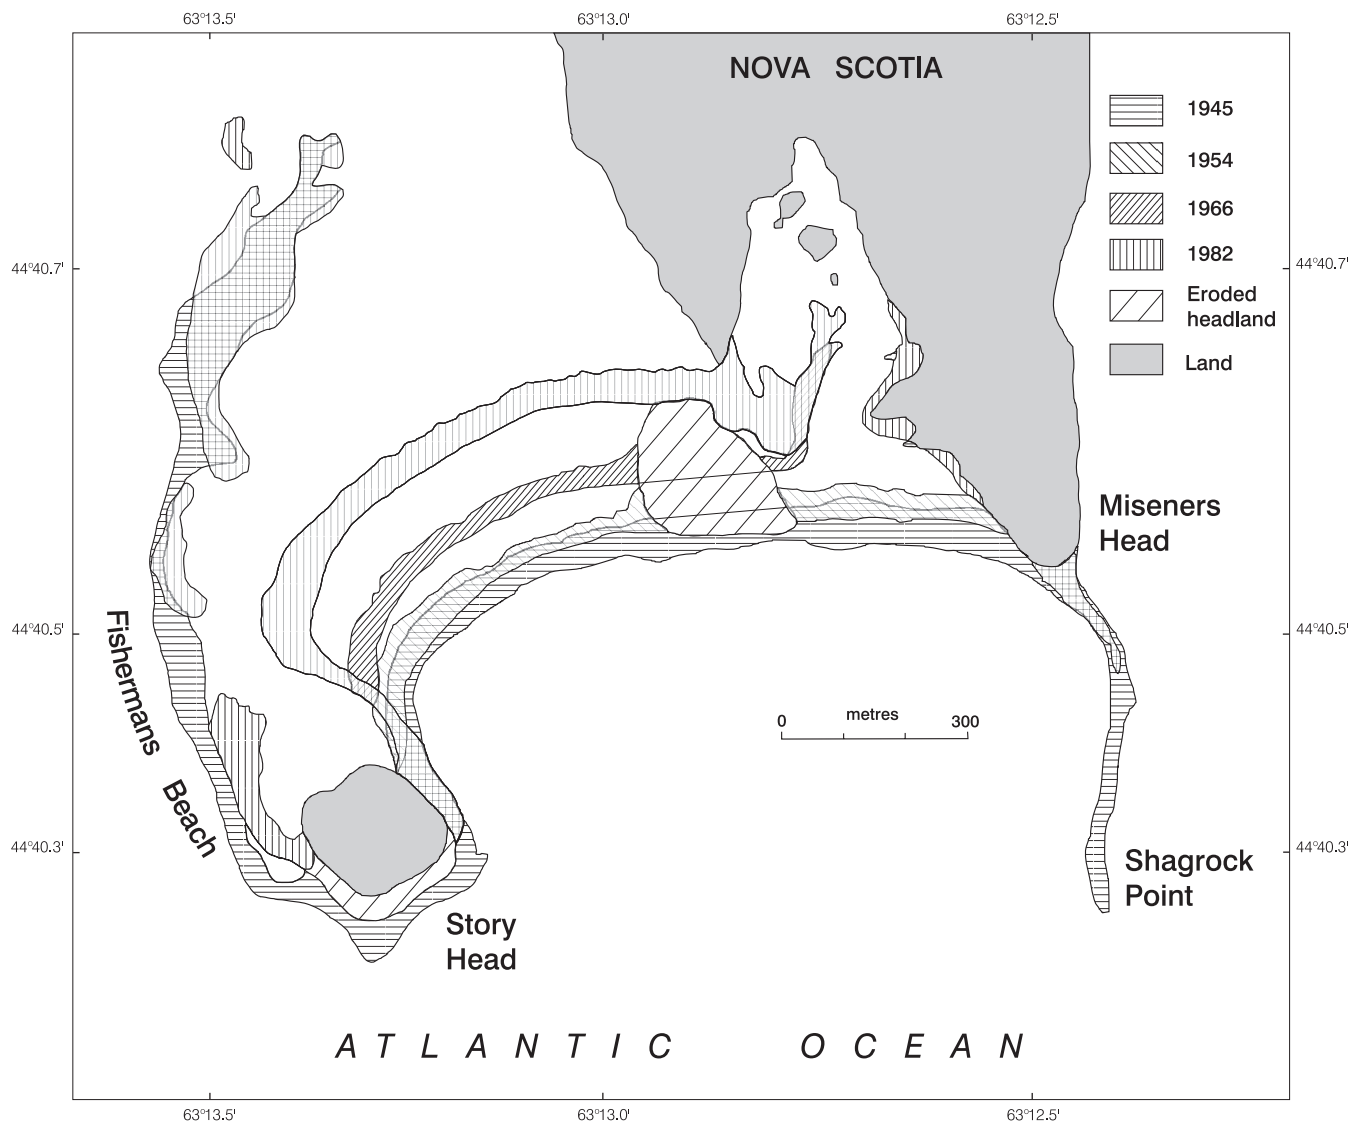 63°13.5' 63°13.0' 63°12.5'
NOVA SCOTIA
1945
1954
1966
1982
Eroded
headland
Land
44°40.7' 44°40.7'
Miseners
Head
44°40.5' 44°40.5'
Fishermans Beach
0 metres 300
44°40.3' 44°40.3'
Shagrock
Point
Story
Head
ATLANTIC OCEAN
63°13.5' 63°13.0' 63°12.5'